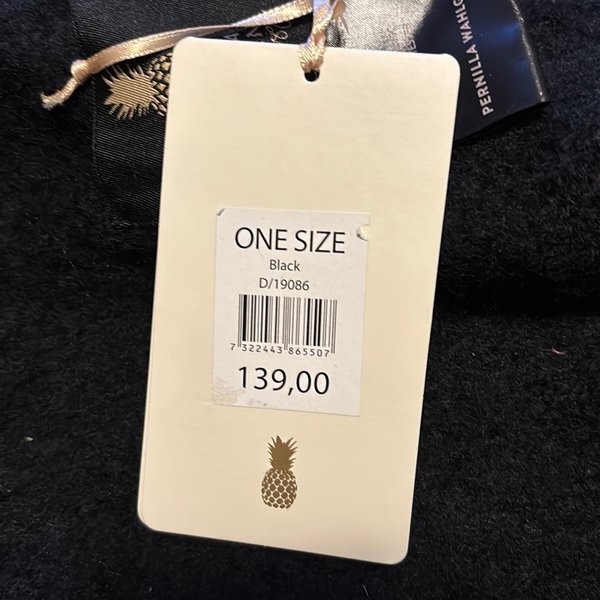 PERNILLA WAHLG
ONE SIZE
Black
D/19086
7 322443 865507
139,00